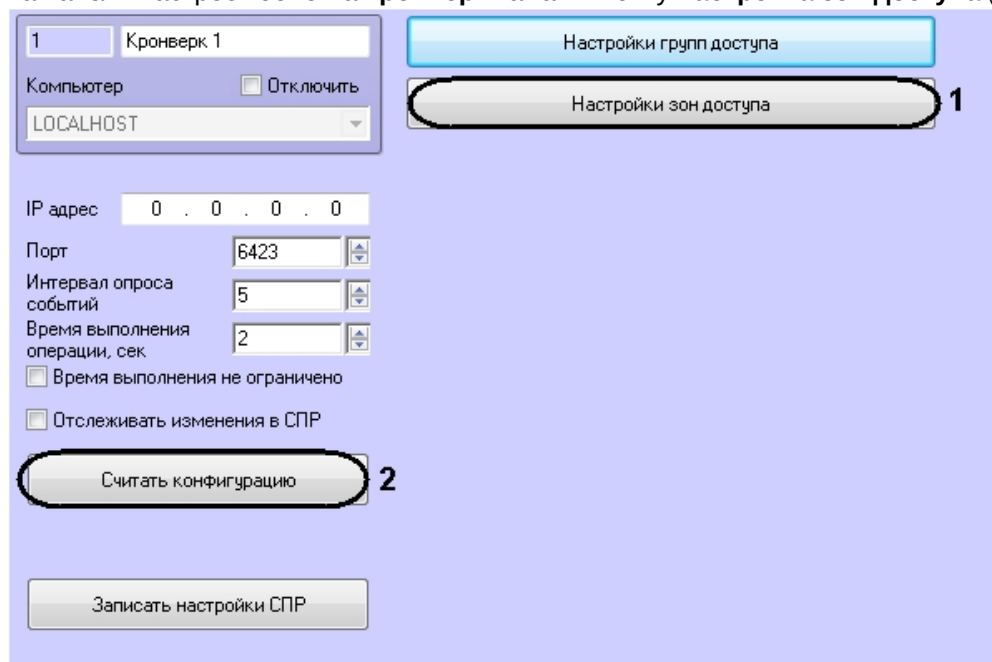 1 Кронверк 1
Компьютер Отключить
LOCALHOST
Настройки групп доступа
Настройки зон доступа 1
IP адрес 0 . 0 . 0 . 0
Порт 6423
Интервал опроса
событий 5
Время выполнения
операции, сек 2
Время выполнения не ограничено
Отслеживать изменения в СПР
Считать конфигурацию 2
Записать настройки СПР